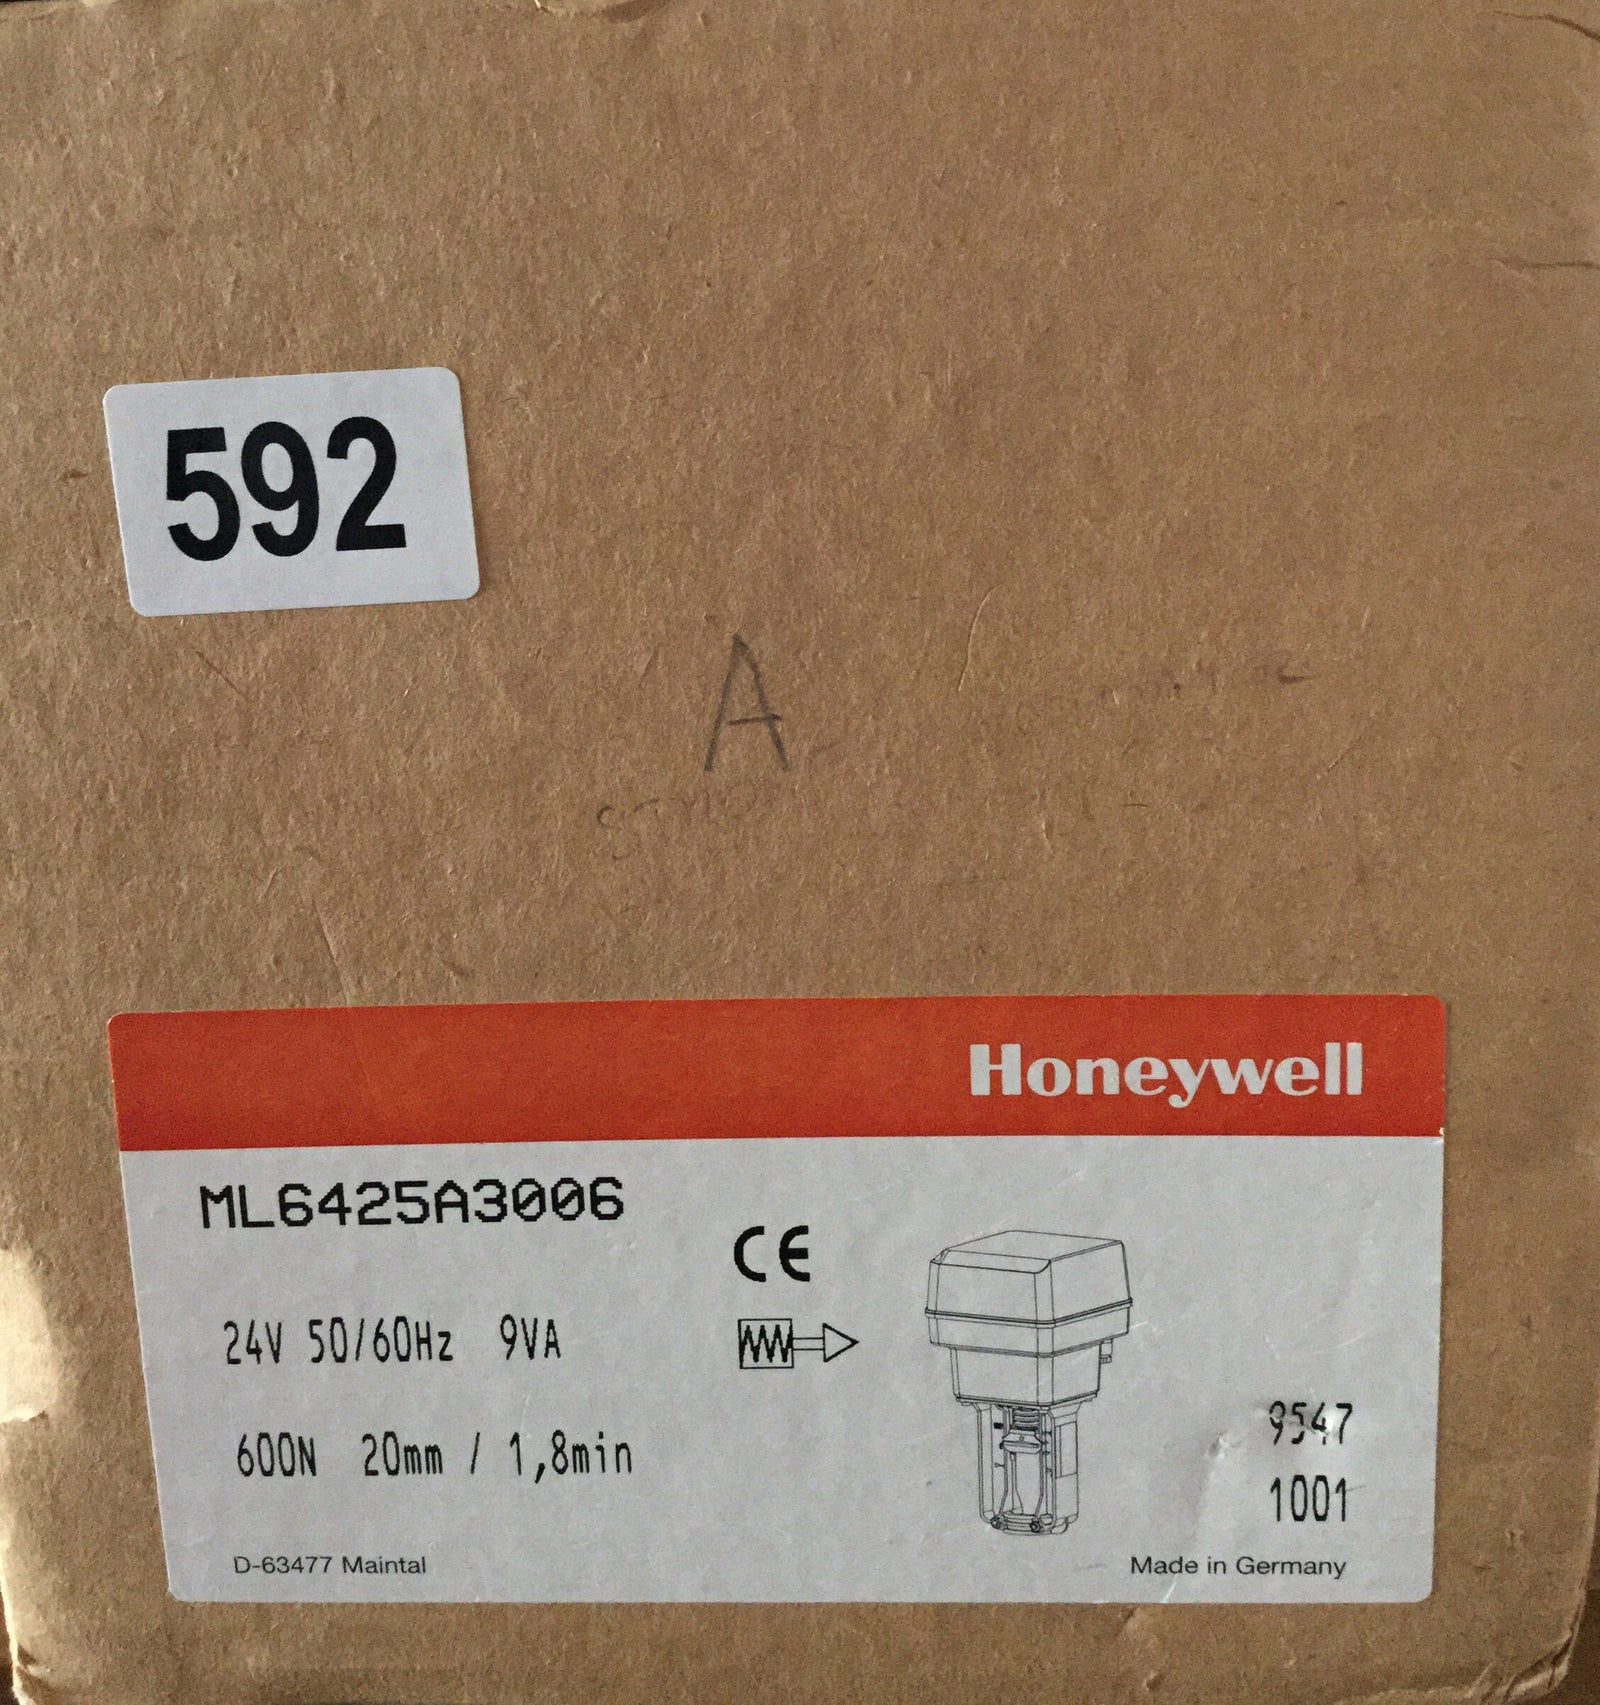 592
A
Honeywell
ML6425A3006
CE
24V 50/60Hz 9VA
600N 20mm / 1,8min
9547
1001
D-63477 Maintal
Made in Germany